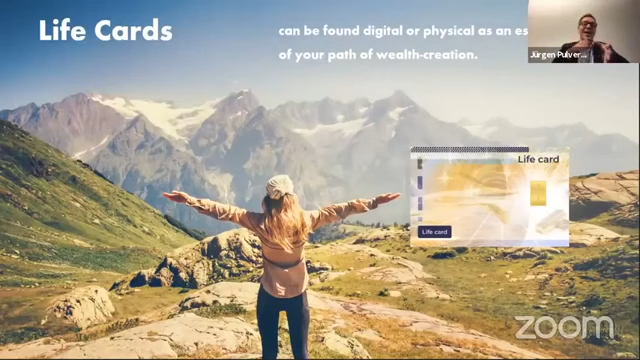 Life Cards
can be found digital or physical as an es
of your path of wealth-creation.
Jürgen Pulver...
Life card
Life card
zoom